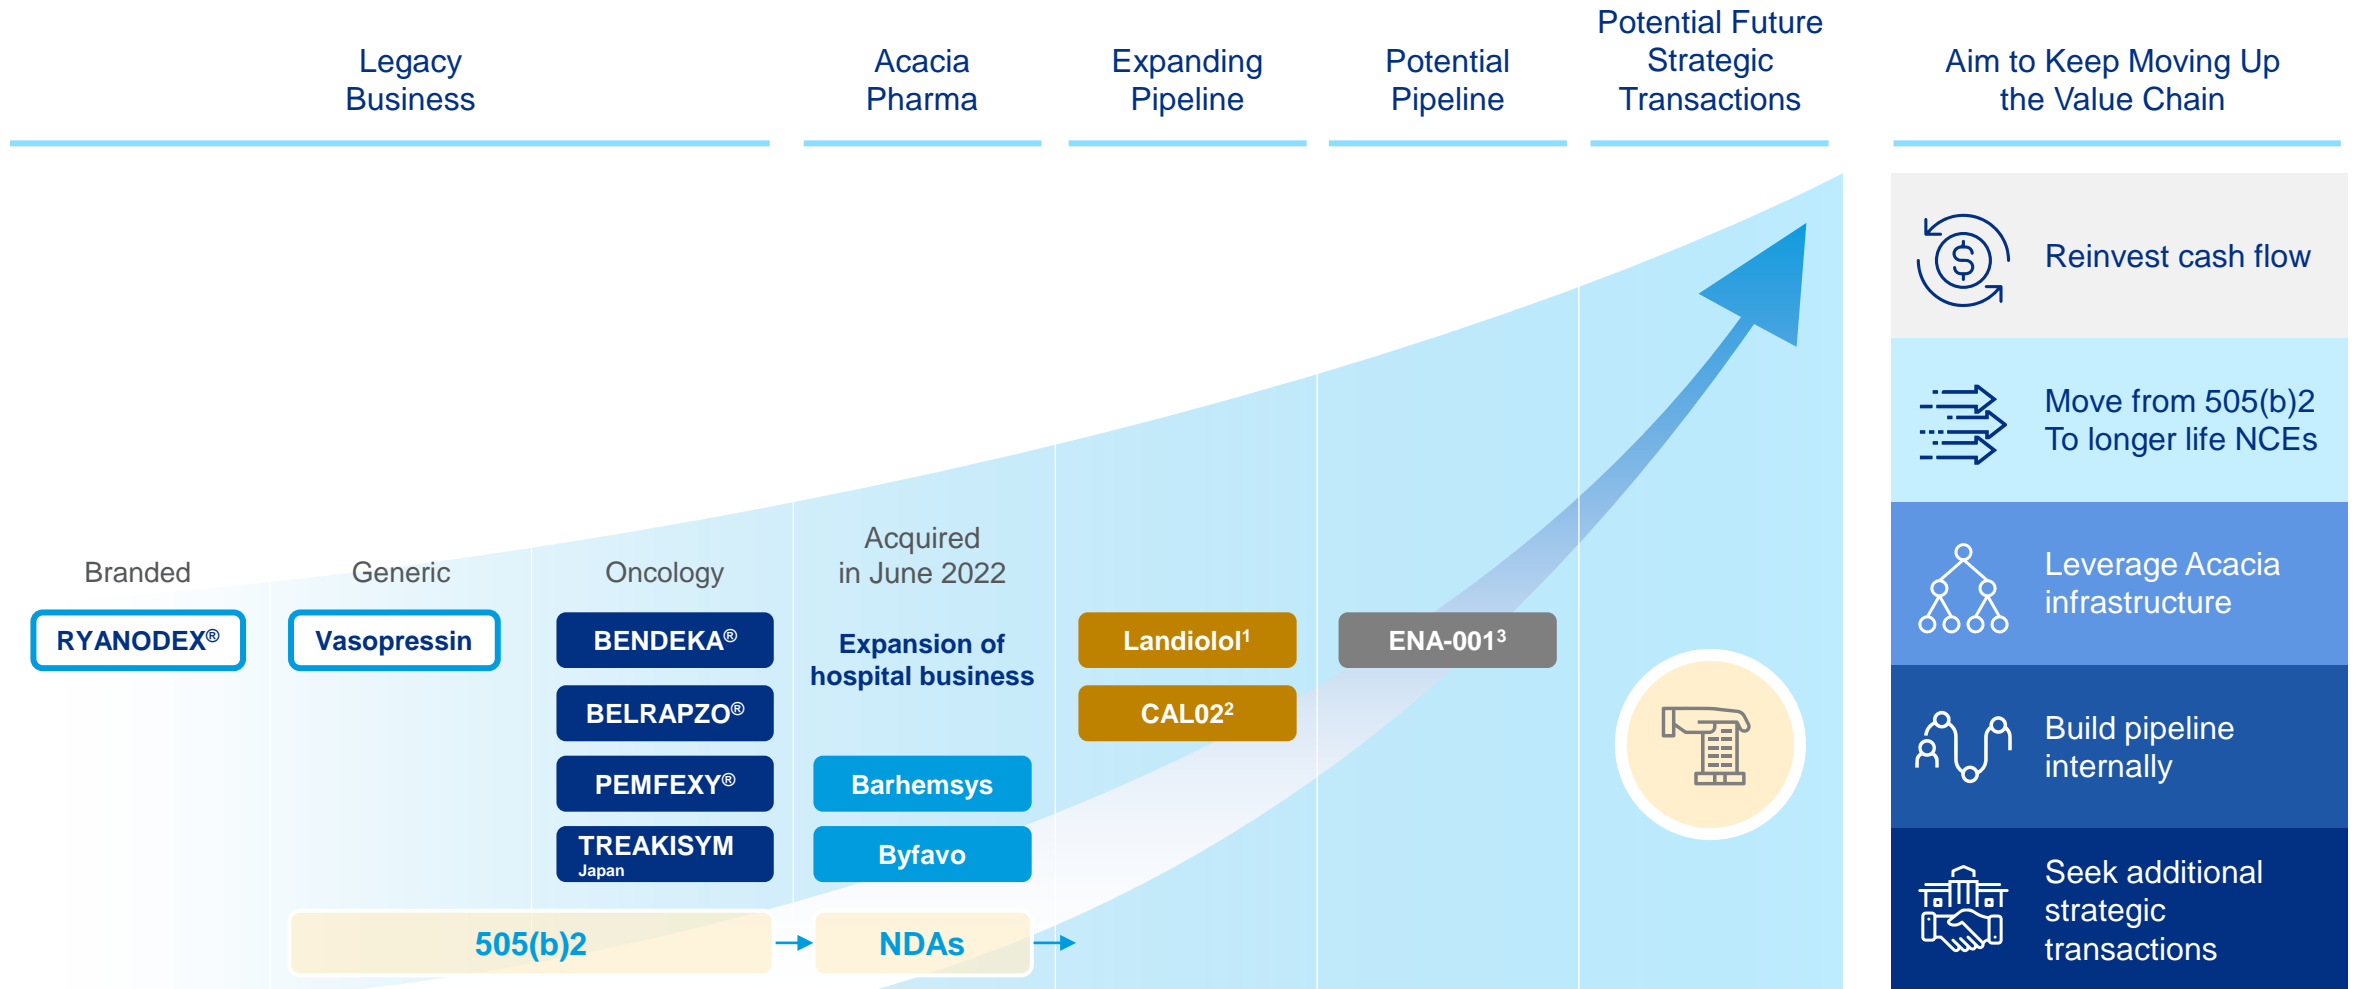 Legacy
Business
Acacia
Pharma
Expanding
Pipeline
Potential
Pipeline
Potential Future
Strategic
Transactions
Aim to Keep Moving Up
the Value Chain
Branded
RYANODEX®
Generic
Vasopressin
Oncology
BENDEKA®
BELRAPZO®
PEMFEXY®
TREAKISYM
Japan
Acquired
in June 2022
Expansion of
hospital business
Barhemsys
Byfavo
Landiolol¹
CAL02²
ENA-001³
505(b)2
NDAs
Reinvest cash flow
Move from 505(b)2
To longer life NCEs
Leverage Acacia
infrastructure
Build pipeline
internally
Seek additional
strategic
transactions